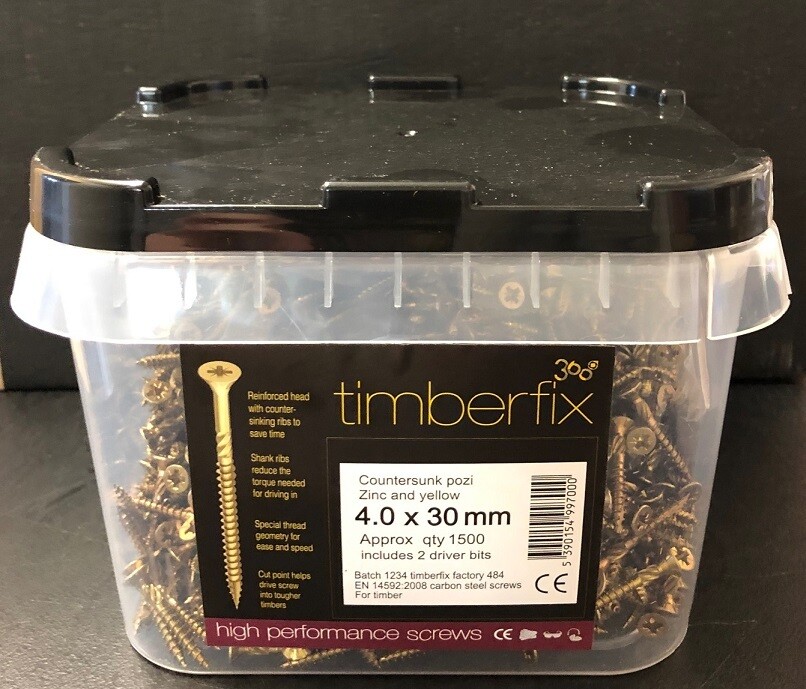 360°
timberfix
Reinforced head
with counter-
sinking ribs to
save time
Shank ribs
reduce the
torque needed
for driving in
Special thread
geometry for
ease and speed
Cut point helps
drive screw
into tougher
timbers
Countersunk pozi
Zinc and yellow
4.0 x 30 mm
Approx qty 1500
includes 2 driver bits
Batch 1234 timberfix factory 484
EN 14592:2008 carbon steel screws
For timber
CE
5 390154 997000
high performance screws CE